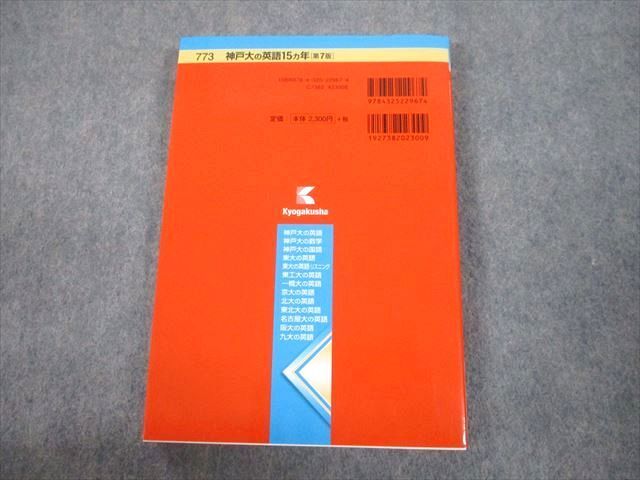 773 神戸大の英語15カ年[第7版]
ISBN978-4-325-22967-4
C7382 ¥2300E
9784325229674
定価 [本体 2,300円]+税
1927382023009
Kyogakusha
神戸大の英語
神戸大の数学
神戸大の国語
東大の英語
東大の英語リスニング
東工大の英語
一橋大の英語
京大の英語
北大の英語
東北大の英語
名古屋大の英語
阪大の英語
九大の英語